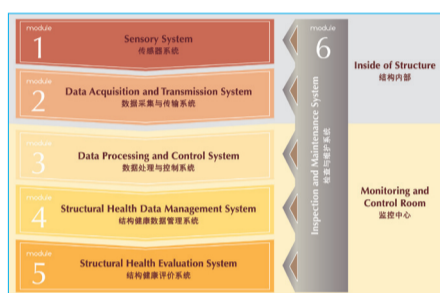 module
1
Sensory System
传感器系统
module
2
Data Acquisition and Transmission System
数据采集与传输系统
module
3
Data Processing and Control System
数据处理与控制系统
module
4
Structural Health Data Management System
结构健康数据管理系统
module
5
Structural Health Evaluation System
结构健康评价系统
module
6
Inspection and Maintenance System
检查与维护系统
Inside of Structure
结构内部
Monitoring and
Control Room
监控中心